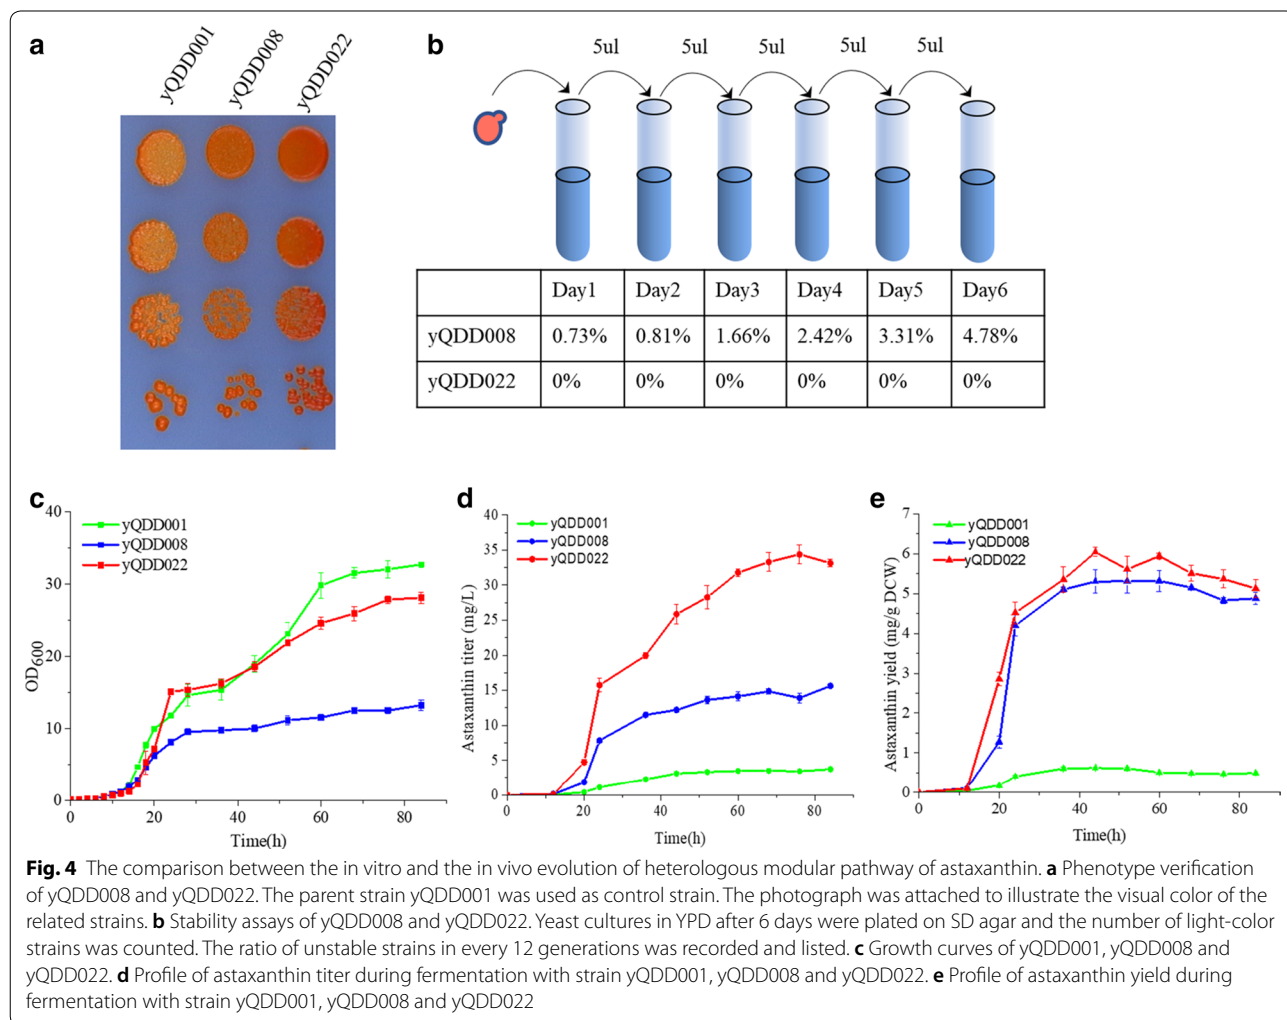 a
yQDD001
yQDD008
yQDD022
b
5ul 5ul 5ul 5ul 5ul
Day1 Day2 Day3 Day4 Day5 Day6
yQDD008 0.73% 0.81% 1.66% 2.42% 3.31% 4.78%
yQDD022 0% 0% 0% 0% 0% 0%
c
yQDD001
yQDD008
yQDD022
OD600
40
30
20
10
0
0 20 40 60 80
Time(h)
d
yQDD001
yQDD008
yQDD022
Astaxanthin titer (mg/L)
40
35
30
25
20
15
10
5
0
0 20 40 60 80
Time(h)
e
yQDD001
yQDD008
yQDD022
Astaxanthin yield (mg/g DCW)
7
6
5
4
3
2
1
0
0 20 40 60 80
Time(h)
Fig. 4 The comparison between the in vitro and the in vivo evolution of heterologous modular pathway of astaxanthin. a Phenotype verification
of yQDD008 and yQDD022. The parent strain yQDD001 was used as control strain. The photograph was attached to illustrate the visual color of the
related strains. b Stability assays of yQDD008 and yQDD022. Yeast cultures in YPD after 6 days were plated on SD agar and the number of light-color
strains was counted. The ratio of unstable strains in every 12 generations was recorded and listed. c Growth curves of yQDD001, yQDD008 and
yQDD022. d Profile of astaxanthin titer during fermentation with strain yQDD001, yQDD008 and yQDD022. e Profile of astaxanthin yield during
fermentation with strain yQDD001, yQDD008 and yQDD022